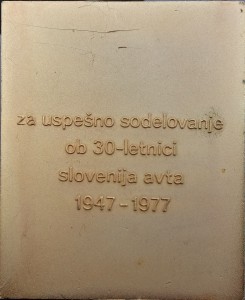 za uspešno sodelovanje
ob 30-letnici
slovenija avta
1947-1977